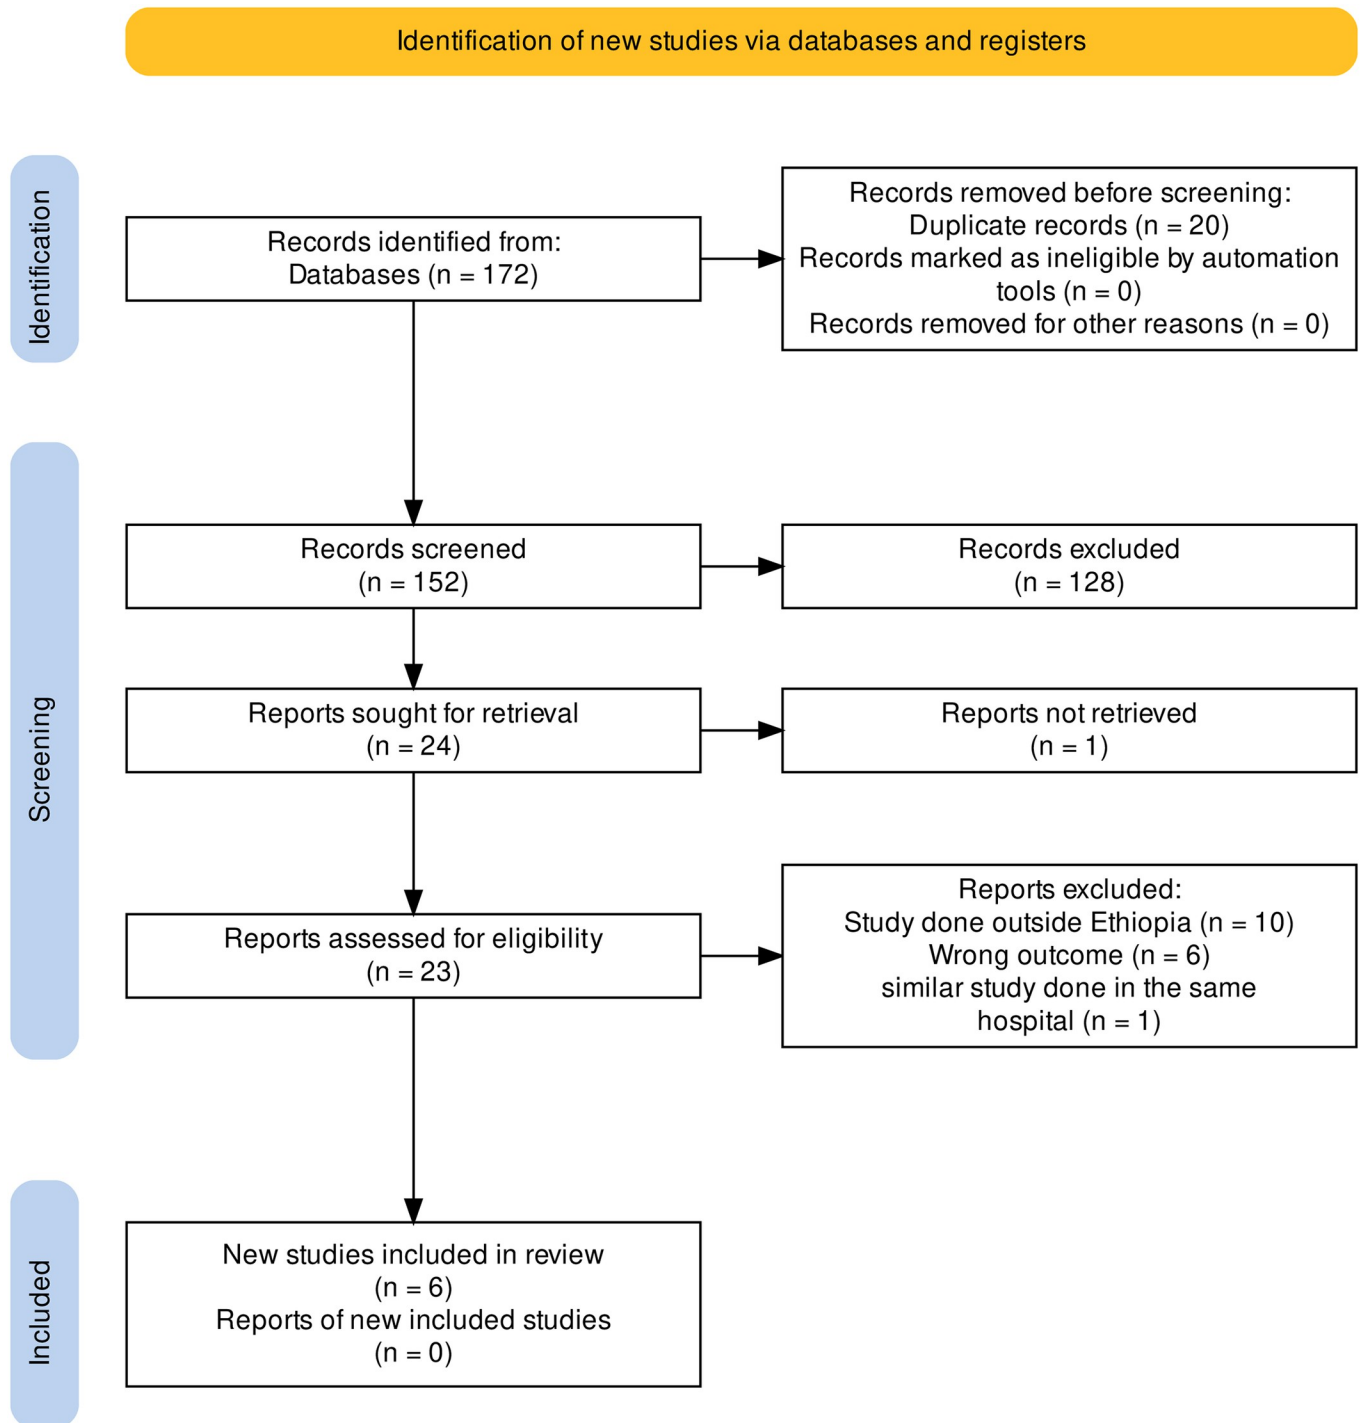 Identification of new studies via databases and registers
Identification
Records identified from:
Databases (n = 172)
Records removed before screening:
Duplicate records (n = 20)
Records marked as ineligible by automation
tools (n = 0)
Records removed for other reasons (n = 0)
Screening
Records screened
(n = 152)
Records excluded
(n = 128)
Reports sought for retrieval
(n = 24)
Reports not retrieved
(n = 1)
Reports assessed for eligibility
(n = 23)
Reports excluded:
Study done outside Ethiopia (n = 10)
Wrong outcome (n = 6)
similar study done in the same
hospital (n = 1)
Included
New studies included in review
(n = 6)
Reports of new included studies
(n = 0)